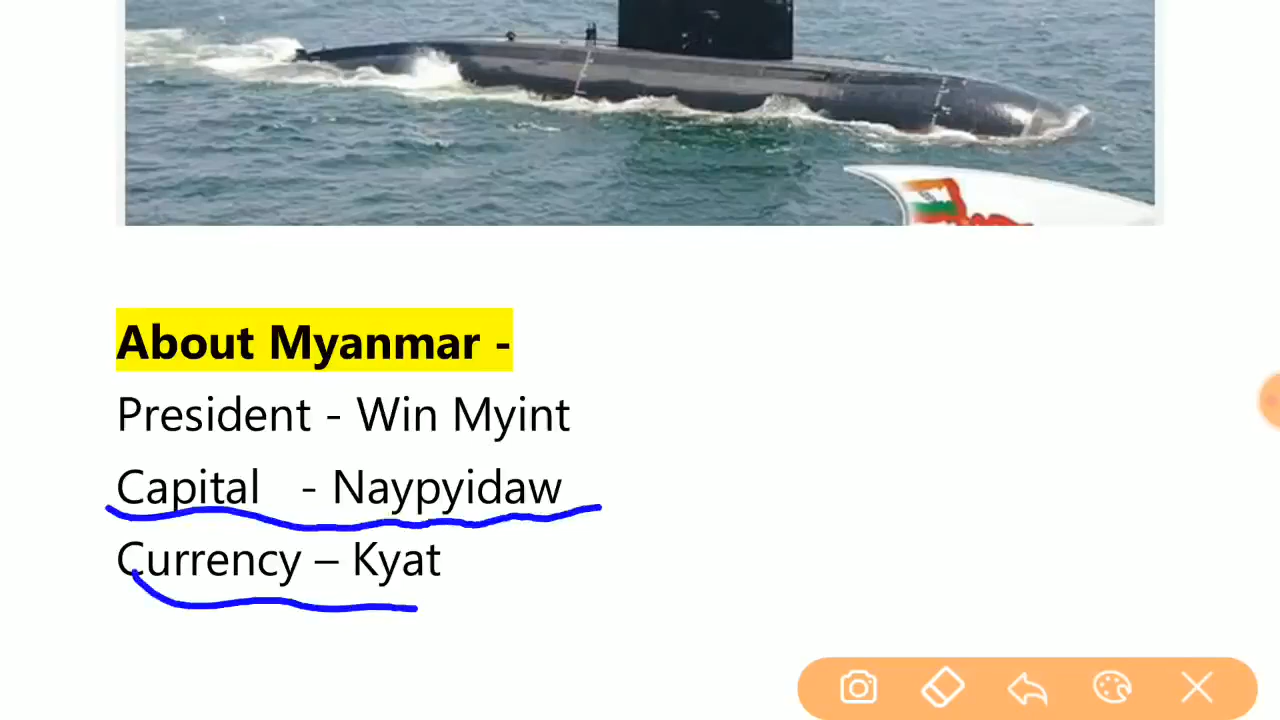 About Myanmar -
President - Win Myint
Capital - Naypyidaw
Currency – Kyat